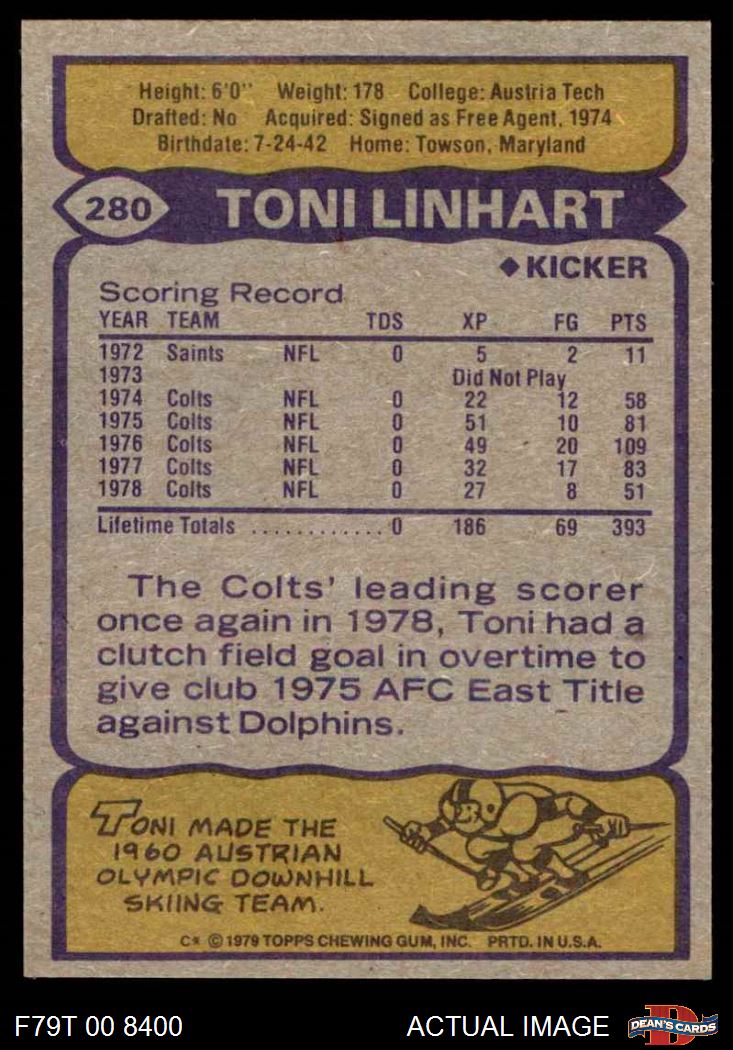 Height: 6'0" Weight: 178 College: Austria Tech
Drafted: No Acquired: Signed as Free Agent, 1974
Birthdate: 7-24-42 Home: Towson, Maryland
280 TONI LINHART
◆KICKER
Scoring Record
YEAR TEAM TDS XP FG PTS
1972 Saints NFL 0 5 2 11
1973 Did Not Play
1974 Colts NFL 0 22 12 58
1975 Colts NFL 0 51 10 81
1976 Colts NFL 0 49 20 109
1977 Colts NFL 0 32 17 83
1978 Colts NFL 0 27 8 51
Lifetime Totals ............ 0 186 69 393
The Colts' leading scorer
once again in 1978, Toni had a
clutch field goal in overtime to
give club 1975 AFC East Title
against Dolphins.
TONI MADE THE
1960 AUSTRIAN
OLYMPIC DOWNHILL
SKIING TEAM.
C* © 1979 TOPPS CHEWING GUM, INC. PRTD. IN U.S.A.
F79T 00 8400 ACTUAL IMAGE D DEAN'S CARDS